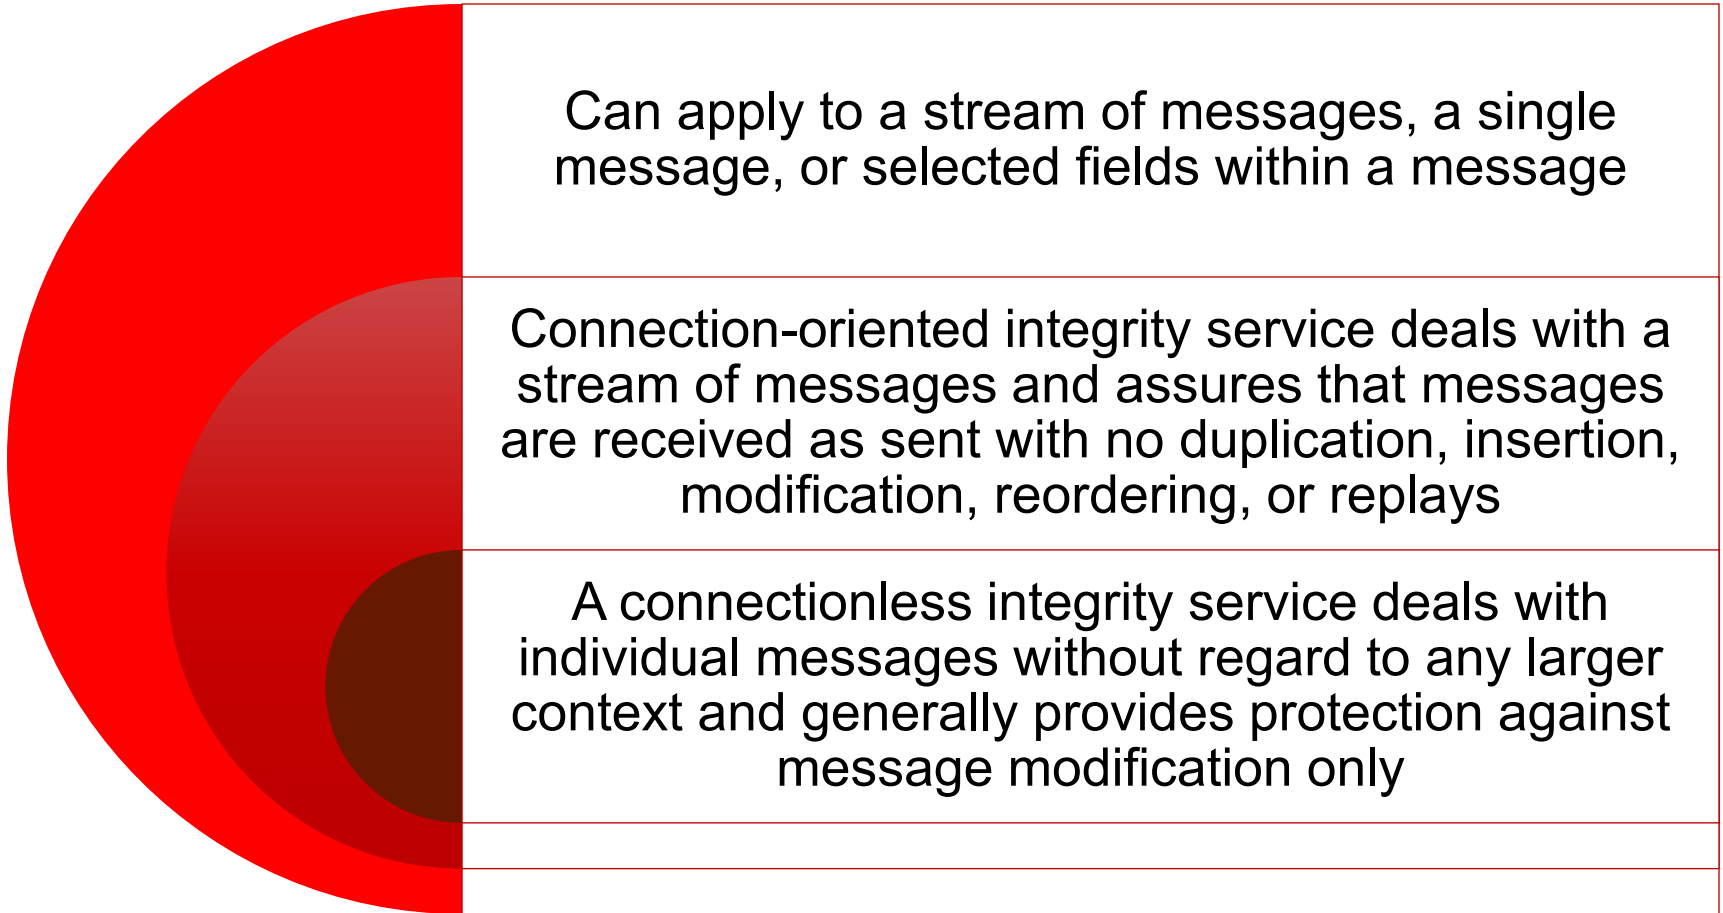 Can apply to a stream of messages, a single
message, or selected fields within a message
Connection-oriented integrity service deals with a
stream of messages and assures that messages
are received as sent with no duplication, insertion,
modification, reordering, or replays
A connectionless integrity service deals with
individual messages without regard to any larger
context and generally provides protection against
message modification only